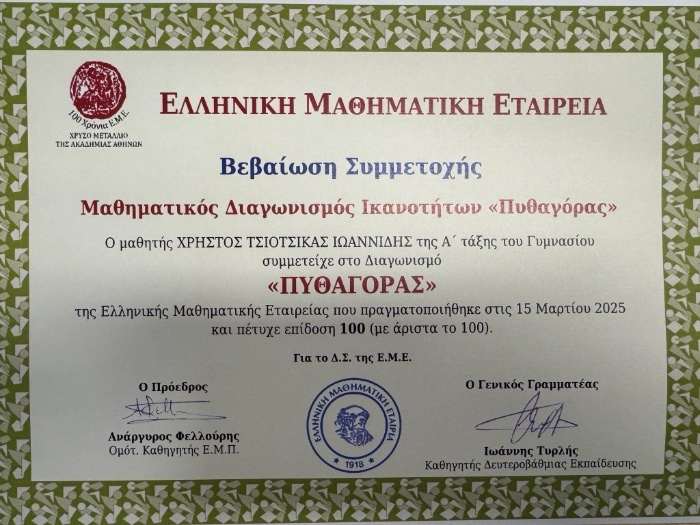 100 Χρόνια Ε.Μ.Ε.
ΧΡΥΣΟ ΜΕΤΑΛΛΙΟ
ΤΗΣ ΑΚΑΔΗΜΙΑΣ ΑΘΗΝΩΝ
ΕΛΛΗΝΙΚΗ ΜΑΘΗΜΑΤΙΚΗ ΕΤΑΙΡΕΙΑ
Βεβαίωση Συμμετοχής
Μαθηματικός Διαγωνισμός Ικανοτήτων «Πυθαγόρας»
Ο μαθητής ΧΡΗΣΤΟΣ ΤΣΙΟΤΣΙΚΑΣ ΙΩΑΝΝΙΔΗΣ της Α΄ τάξης του Γυμνασίου
συμμετείχε στο Διαγωνισμό
«ΠΥΘΑΓΟΡΑΣ»
της Ελληνικής Μαθηματικής Εταιρείας που πραγματοποιήθηκε στις 15 Μαρτίου 2025
και πέτυχε επίδοση 100 (με άριστα το 100).
Για το Δ.Σ. της Ε.Μ.Ε.
Ο Πρόεδρος
Ανάργυρος Φελλούρης
Ομότ. Καθηγητής Ε.Μ.Π.
ΕΛΛΗΝΙΚΗ ΜΑΘΗΜΑΤΙΚΗ ΕΤΑΙΡΙΑ
1918
Ο Γενικός Γραμματέας
Ιωάννης Τυρλής
Καθηγητής Δευτεροβάθμιας Εκπαίδευσης